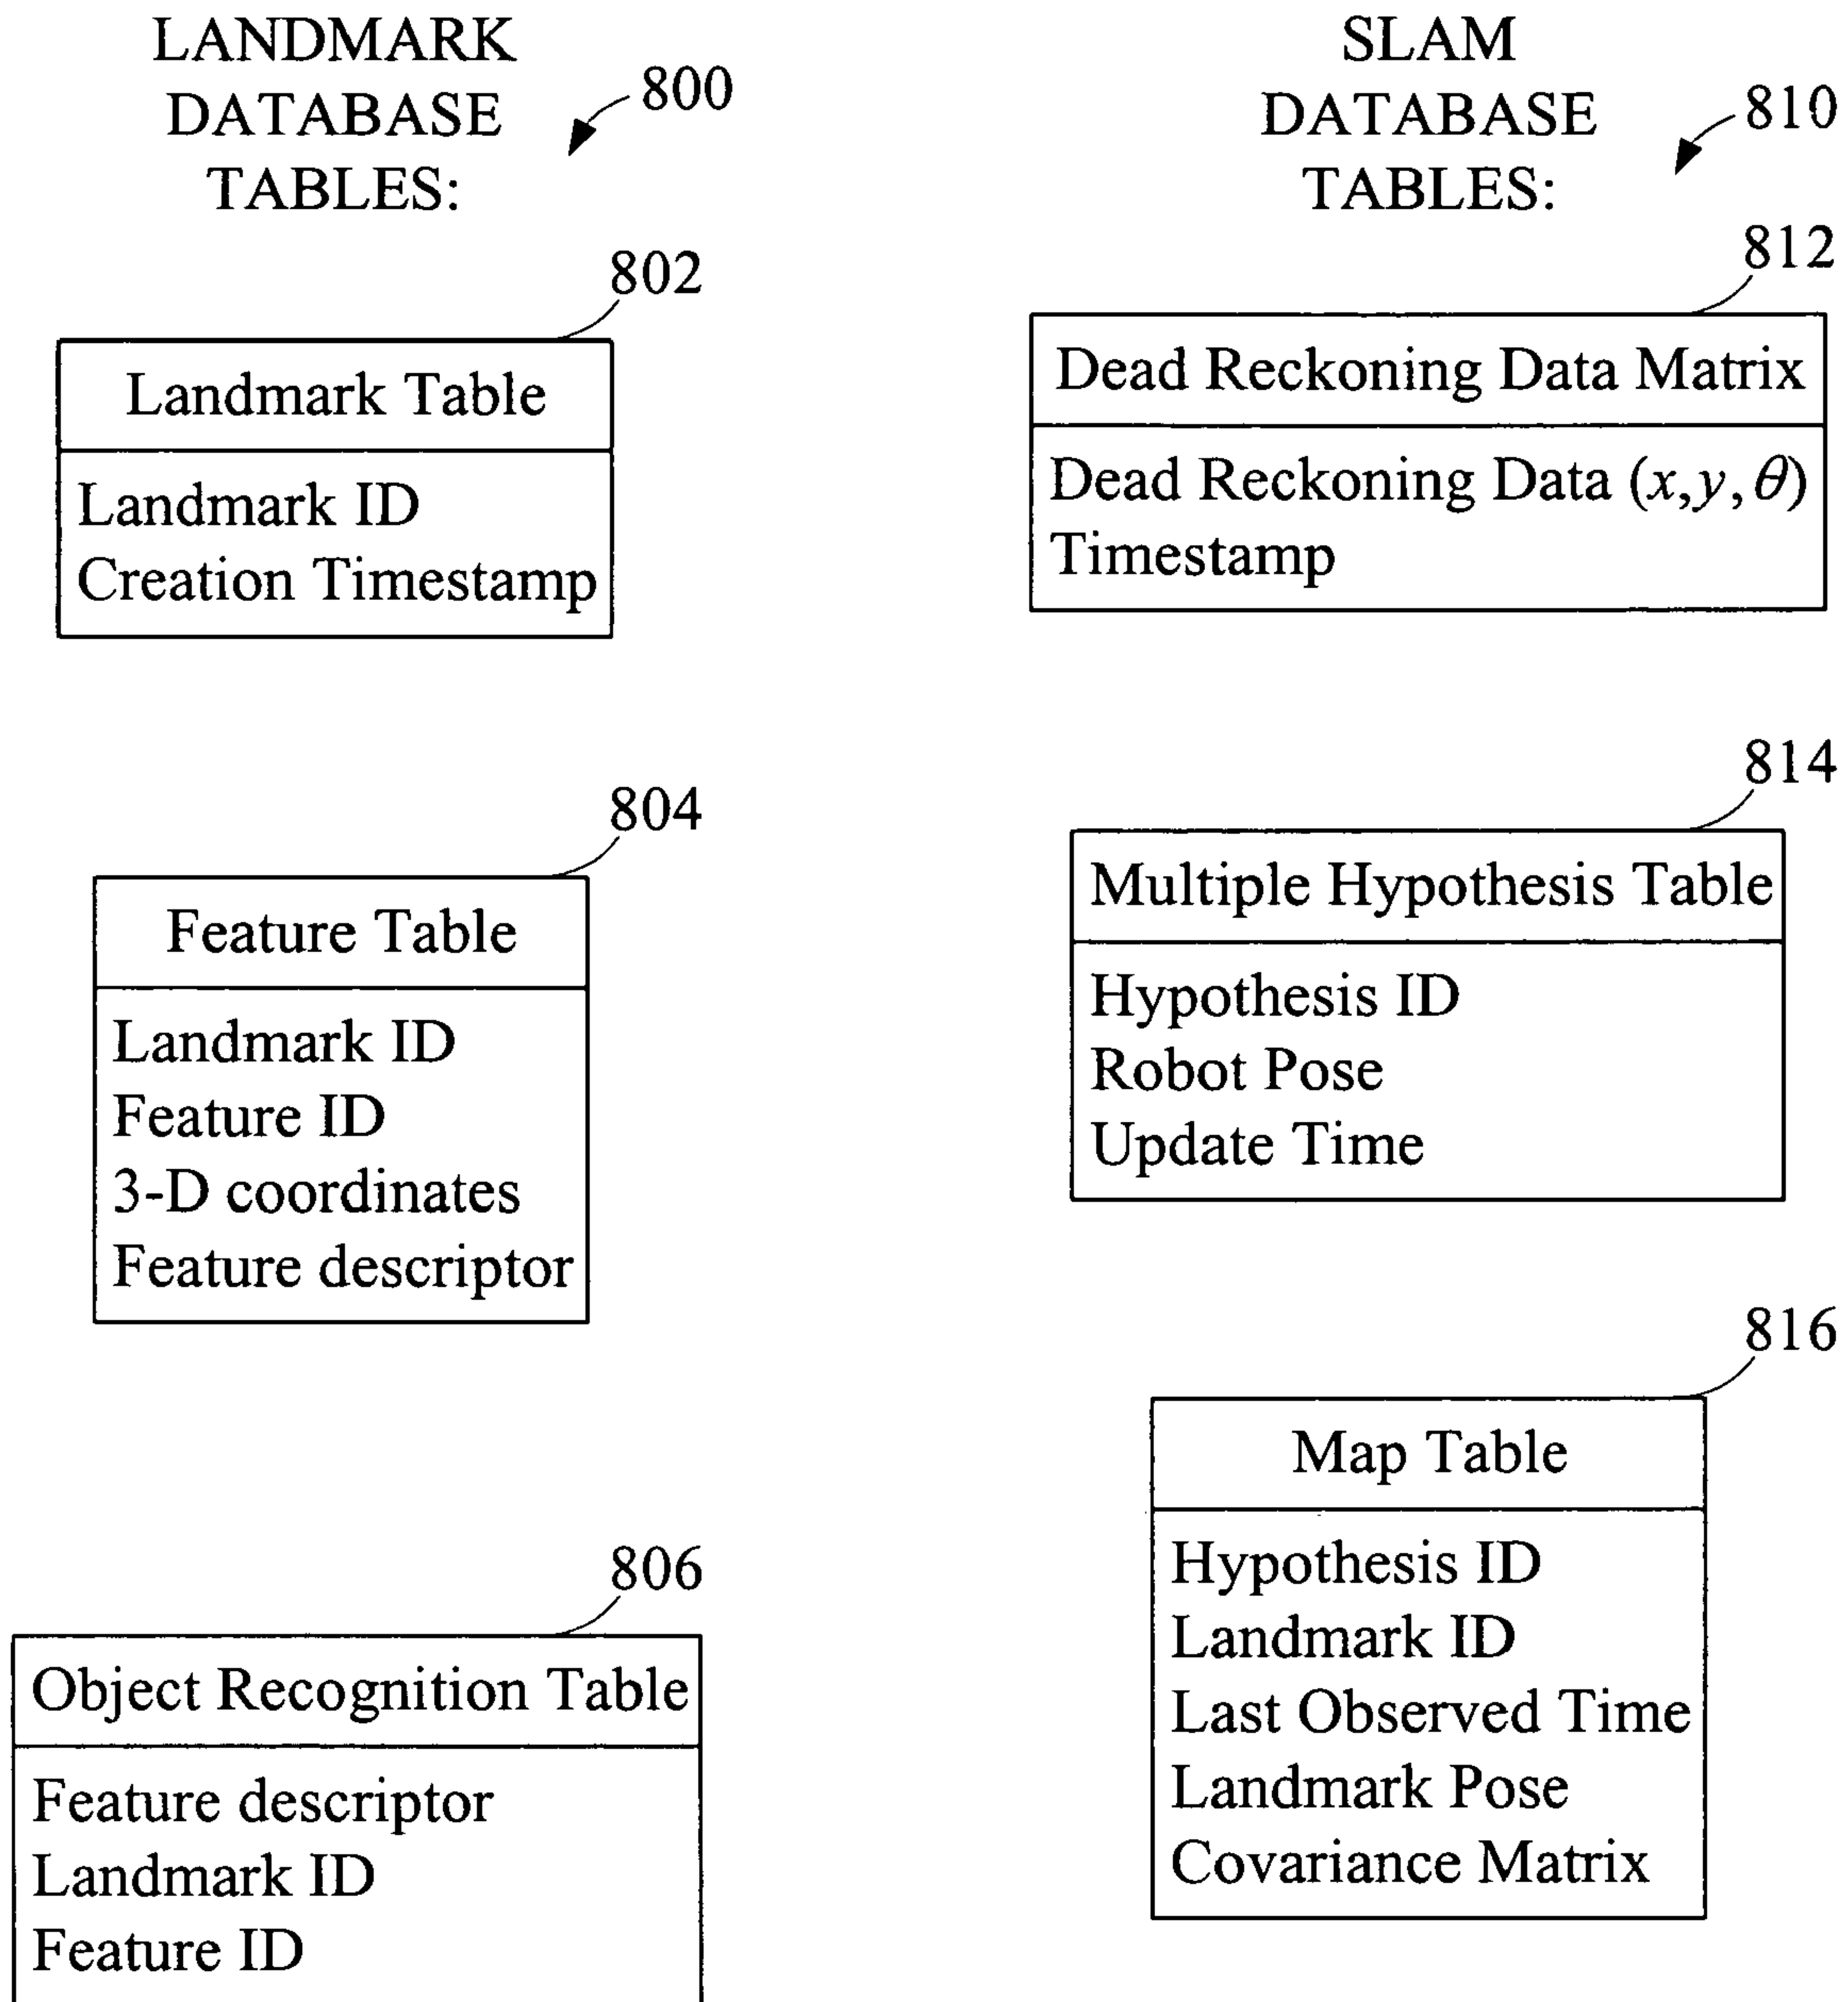 LANDMARK
DATABASE
TABLES:
800
802
Landmark Table
Landmark ID
Creation Timestamp
804
Feature Table
Landmark ID
Feature ID
3-D coordinates
Feature descriptor
806
Object Recognition Table
Feature descriptor
Landmark ID
Feature ID
SLAM
DATABASE
TABLES:
810
812
Dead Reckoning Data Matrix
Dead Reckoning Data (x,y,θ)
Timestamp
814
Multiple Hypothesis Table
Hypothesis ID
Robot Pose
Update Time
816
Map Table
Hypothesis ID
Landmark ID
Last Observed Time
Landmark Pose
Covariance Matrix